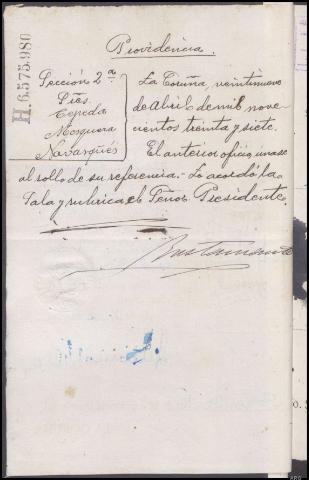 H.6.575.980
Providencia.
Sección 2ª
Sres.
Cepeda
Mosquera
Navarqués
La Coruña, veintinueve
de Abril de mil nove-
cientos treinta y siete.
El anterior oficio únase
al rollo de su referencia.- Lo acordó la
Sala y rubrica el Señor Presidente.